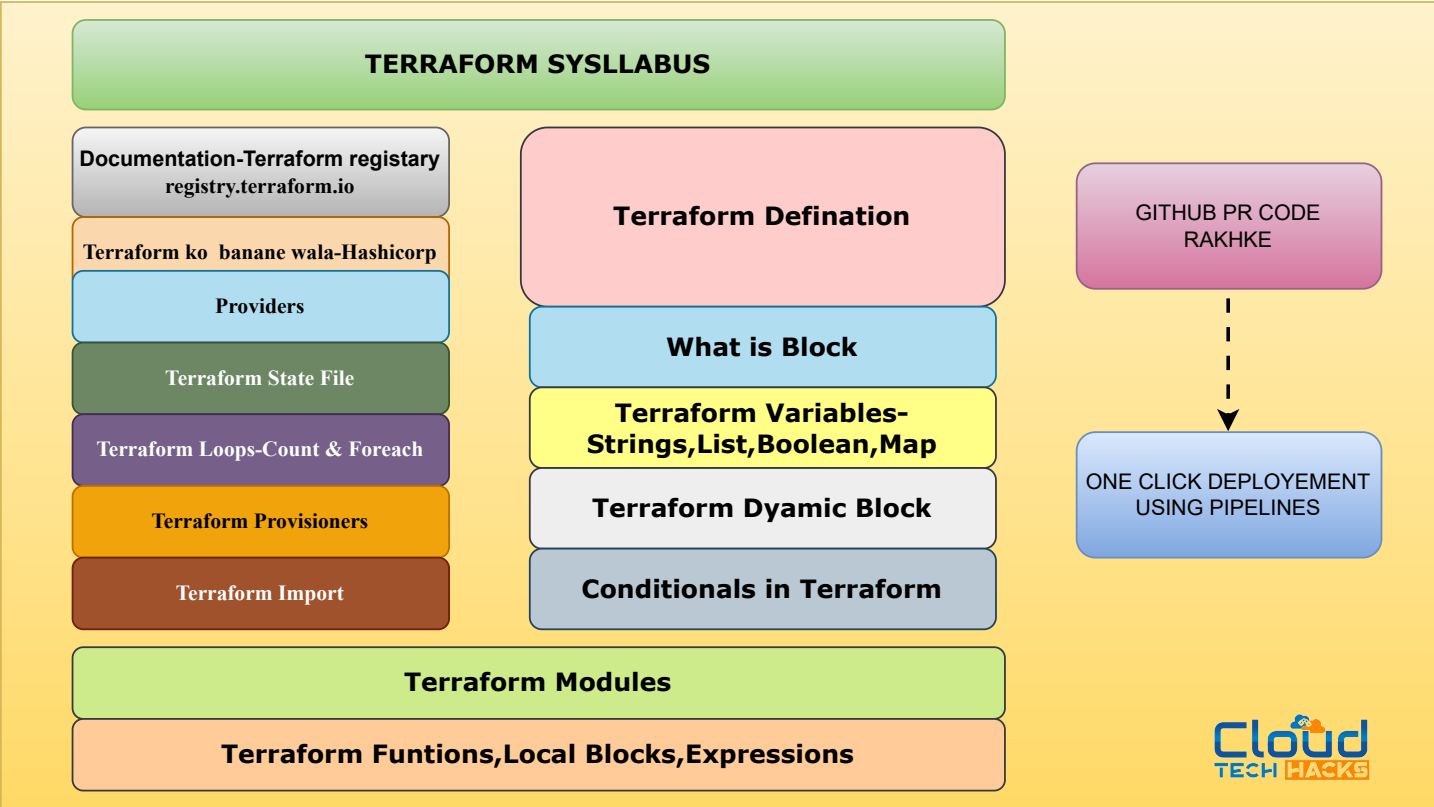 TERRAFORM SYSLLABUS
Documentation-Terraform registary
registry.terraform.io
Terraform ko  banane wala-Hashicorp
Providers
Terraform State File
Terraform Loops-Count & Foreach
Terraform Provisioners
Terraform Import
Terraform Defination
What is Block
Terraform Variables-
Strings,List,Boolean,Map
Terraform Dyamic Block
Conditionals in Terraform
Terraform Modules
Terraform Funtions,Local Blocks,Expressions
GITHUB PR CODE
RAKHKE
ONE CLICK DEPLOYEMENT
USING PIPELINES
Cloud
TECH HACKS